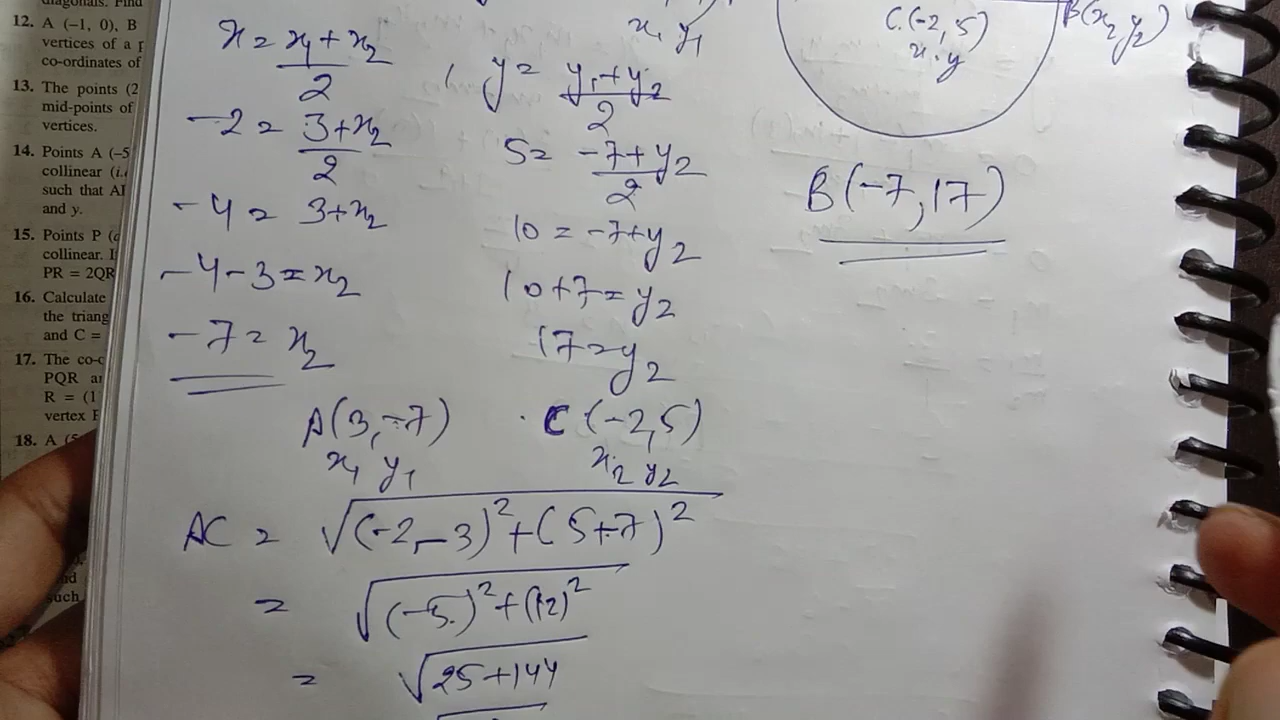 diagonals. Find
12. A (-1, 0), B
vertices of a p
co-ordinates of
13. The points (2
mid-points of
vertices.
14. Points A (-5
collinear (i.e
such that AI
and y.
15. Points P (
collinear. I
PR = 2QR
16. Calculate
the triang
and C =
17. The co-c
PQR a
R = (1
vertex
18. A (5
such
x₁ y₁
C.(-2, 5)
x . y
B(x₂ y₂)
x = x₁ + x₂ / 2 , y = y₁ + y₂ / 2
-2 = 3 + x₂ / 2
5 = -7 + y₂ / 2
-4 = 3 + x₂
10 = -7 + y₂
-4 - 3 = x₂
10 + 7 = y₂
-7 = x₂
17 = y₂
B(-7, 17)
A(3, -7) . C (-2, 5)
x₁ y₁ x₂ y₂
AC = √(-2 - 3)² + (5 + 7)²
= √(-5.)² + (12)²
= √25 + 144